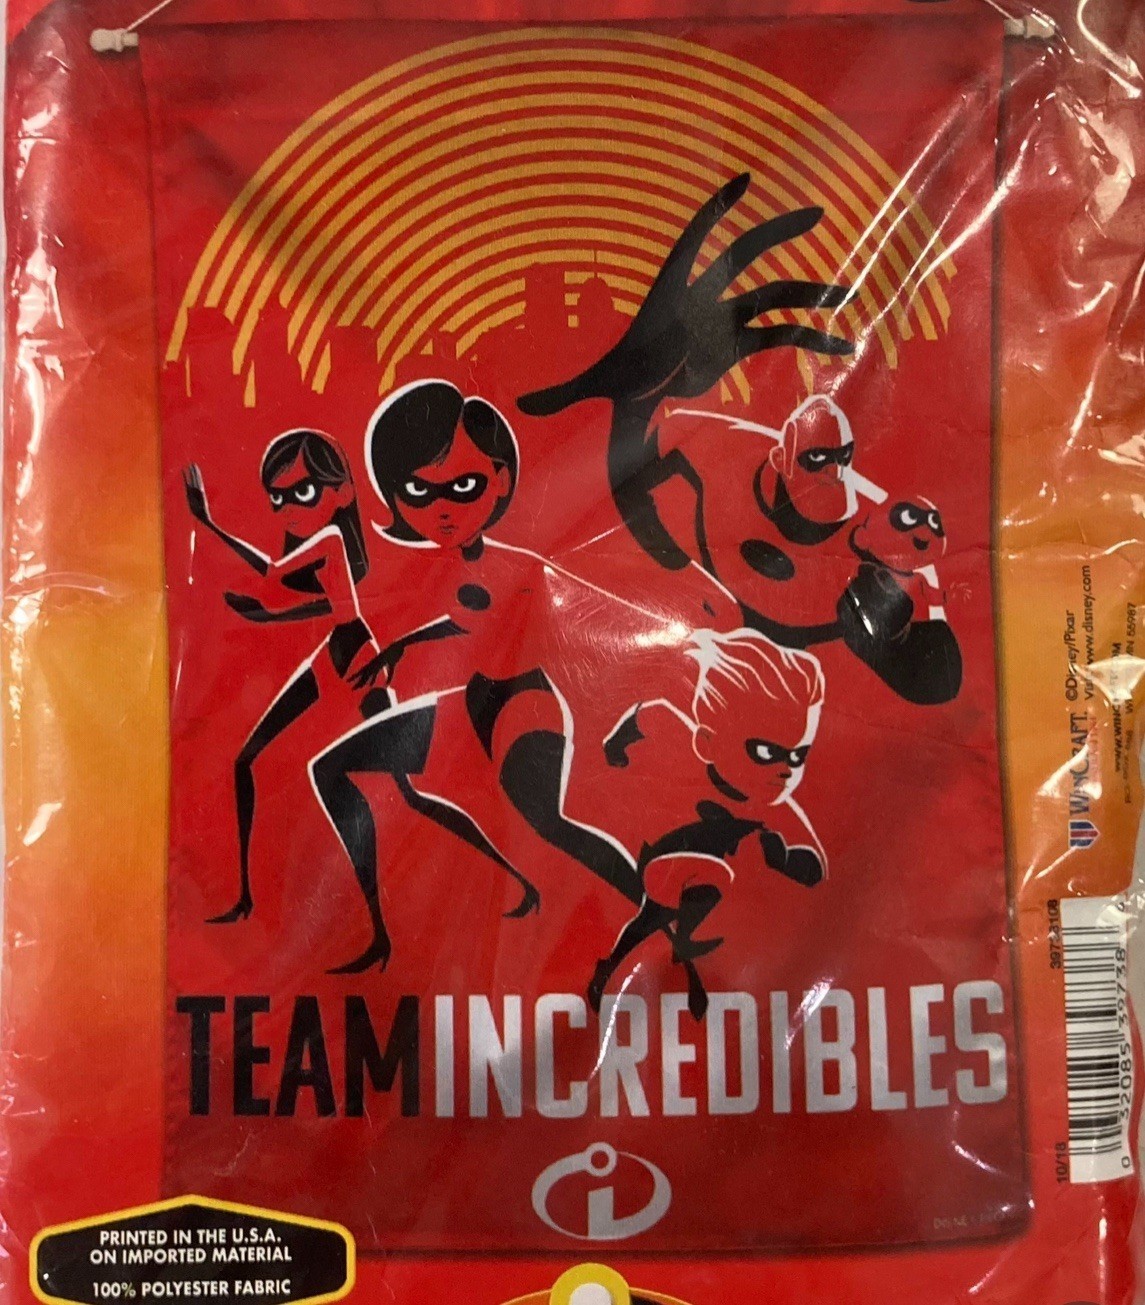 TEAMINCREDIBLES
PRINTED IN THE U.S.A.
ON IMPORTED MATERIAL
100% POLYESTER FABRIC
WINCRAFT
©Disney/Pixar
www.disney.com
10/18